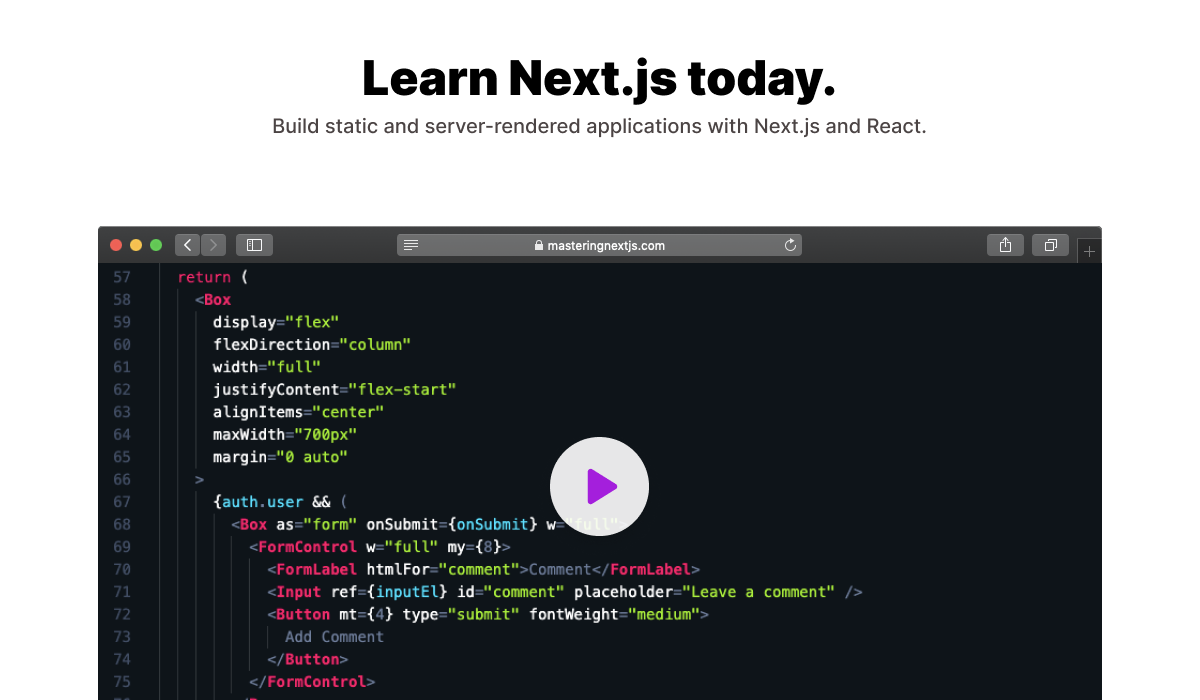 Learn Next.js today.
Build static and server-rendered applications with Next.js and React.
masteringnextjs.com
57 return (
58 <Box
59 display="flex"
60 flexDirection="column"
61 width="full"
62 justifyContent="flex-start"
63 alignItems="center"
64 maxWidth="700px"
65 margin="0 auto"
66 >
67 {auth.user && (
68 <Box as="form" onSubmit={onSubmit} w="full">
69 <FormControl w="full" my={8}>
70 <FormLabel htmlFor="comment">Comment</FormLabel>
71 <Input ref={inputEl} id="comment" placeholder="Leave a comment" />
72 <Button mt={4} type="submit" fontWeight="medium">
73 Add Comment
74 </Button>
75 </FormControl>